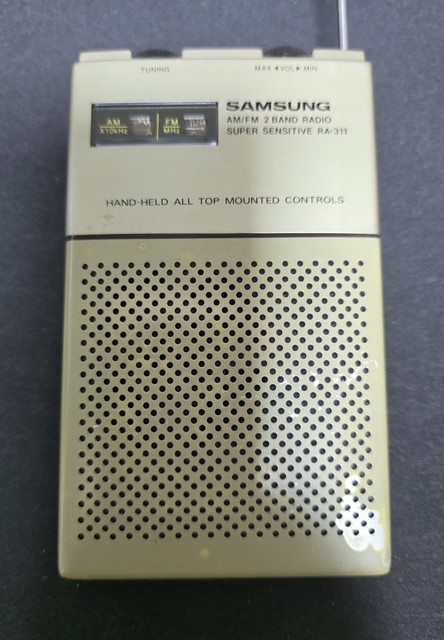 TUNING
MAX ◀VOL▶ MIN
SAMSUNG
AM/FM 2 BAND RADIO
SUPER SENSITIVE RA-311
AM
X10kHz
FM
MHz
HAND-HELD ALL TOP MOUNTED CONTROLS